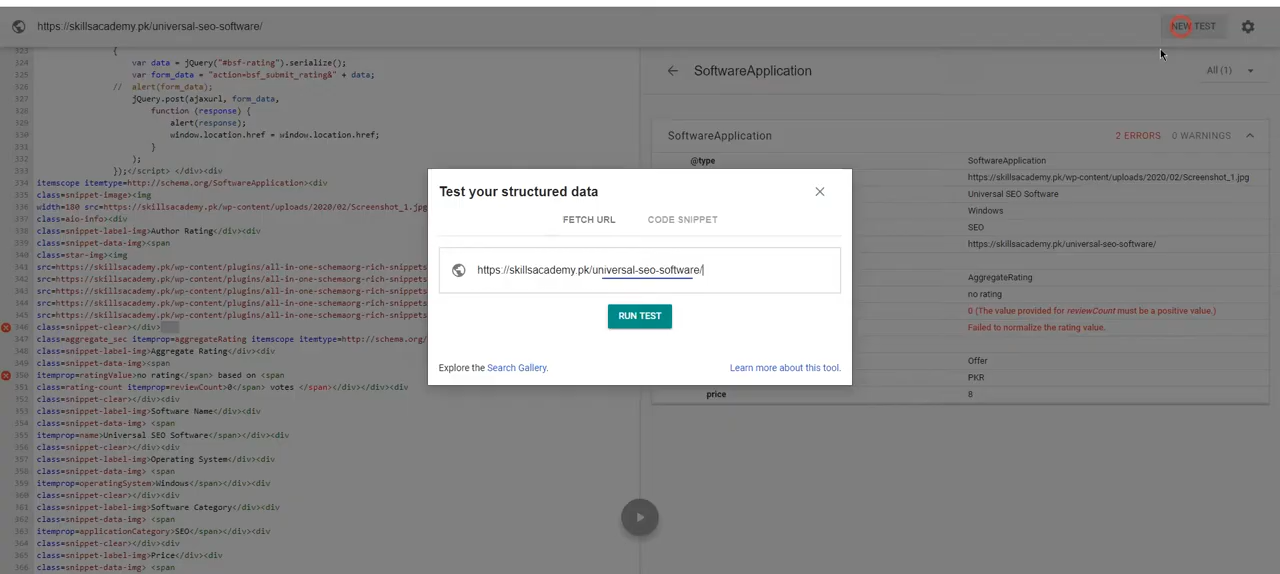 https://skillsacademy.pk/universal-seo-software/
NEW TEST
323 {
324 var data = jQuery("#bsf-rating").serialize();
325 var form_data = "action=bsf_submit_rating&" + data;
326 // alert(form_data);
327 jQuery.post(ajaxurl, form_data,
328 function (response) {
329 alert(response);
330 window.location.href = window.location.href;
331 }
332 );
333 });</script> </div><div
334 itemscope itemtype=http://schema.org/SoftwareApplication><div
335 class=snippet-image><img
336 width=180 src=https://skillsacademy.pk/wp-content/uploads/2020/02/Screenshot_1.jpg
337 class=aio-info><div
338 class=snippet-label-img>Author Rating</div><div
339 class=snippet-data-img><span
340 class=star-img><img
341 src=https://skillsacademy.pk/wp-content/plugins/all-in-one-schemaorg-rich-snippets
342 src=https://skillsacademy.pk/wp-content/plugins/all-in-one-schemaorg-rich-snippets
343 src=https://skillsacademy.pk/wp-content/plugins/all-in-one-schemaorg-rich-snippets
344 src=https://skillsacademy.pk/wp-content/plugins/all-in-one-schemaorg-rich-snippets
345 src=https://skillsacademy.pk/wp-content/plugins/all-in-one-schemaorg-rich-snippets
346 class=snippet-clear></div>
347 class=aggregate_sec itemprop=aggregateRating itemscope itemtype=http://schema.
348 class=snippet-label-img>Aggregate Rating</div><div
349 class=snippet-data-img><span
350 itemprop=ratingValue>no rating</span> based on <span
351 class=rating-count itemprop=reviewCount>0</span> votes </span></div></div><div
352 class=snippet-clear></div><div
353 class=snippet-label-img>Software Name</div><div
354 class=snippet-data-img> <span
355 itemprop=name>Universal SEO Software</span></div><div
356 class=snippet-clear></div><div
357 class=snippet-label-img>Operating System</div><div
358 class=snippet-data-img> <span
359 itemprop=operatingSystem>Windows</span></div><div
360 class=snippet-clear></div><div
361 class=snippet-label-img>Software Category</div><div
362 class=snippet-data-img> <span
363 itemprop=applicationCategory>SEO</span></div><div
364 class=snippet-clear></div><div
365 class=snippet-label-img>Price</div><div
366 class=snippet-data-img> <span
Test your structured data
FETCH URL CODE SNIPPET
https://skillsacademy.pk/universal-seo-software/
RUN TEST
Explore the Search Gallery. Learn more about this tool.
SoftwareApplication All (1)
SoftwareApplication 2 ERRORS 0 WARNINGS
@type SoftwareApplication
https://skillsacademy.pk/wp-content/uploads/2020/02/Screenshot_1.jpg
Universal SEO Software
Windows
SEO
https://skillsacademy.pk/universal-seo-software/
AggregateRating
no rating
0 (The value provided for reviewCount must be a positive value.)
Failed to normalize the rating value.
Offer
PKR
price 8